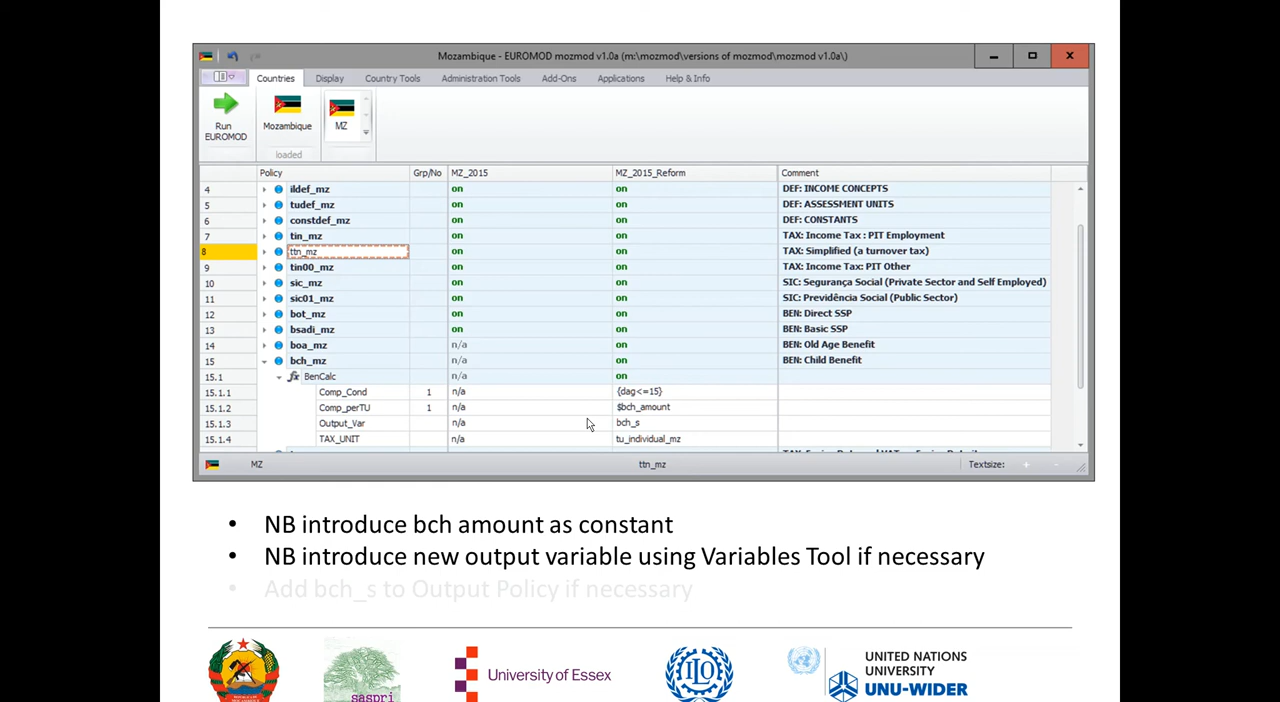 Mozambique - EUROMOD mozmod v1.0a (m:\mozmod\versions of mozmod\mozmod v1.0a\)
Countries Display Country Tools Administration Tools Add-Ons Applications Help & Info
Run EUROMOD
Mozambique
loaded
MZ
Policy Grp/No MZ_2015 MZ_2015_Reform Comment
4 ildef_mz on on DEF: INCOME CONCEPTS
5 tudef_mz on on DEF: ASSESSMENT UNITS
6 constdef_mz on on DEF: CONSTANTS
7 tin_mz on on TAX: Income Tax : PIT Employment
8 ttn_mz on on TAX: Simplified (a turnover tax)
9 tin00_mz on on TAX: Income Tax: PIT Other
10 sic_mz on on SIC: Segurança Social (Private Sector and Self Employed)
11 sic01_mz on on SIC: Previdência Social (Public Sector)
12 bot_mz on on BEN: Direct SSP
13 bsadi_mz on on BEN: Basic SSP
14 boa_mz n/a on BEN: Old Age Benefit
15 bch_mz n/a on BEN: Child Benefit
15.1 fx BenCalc n/a on
15.1.1 Comp_Cond 1 n/a {dag<=15}
15.1.2 Comp_perTU 1 n/a $bch_amount
15.1.3 Output_Var n/a bch_s
15.1.4 TAX_UNIT n/a tu_individual_mz
MZ ttn_mz Textsize: + -
• NB introduce bch amount as constant
• NB introduce new output variable using Variables Tool if necessary
• Add bch_s to Output Policy if necessary
saspri
University of Essex
ILO
UNITED NATIONS
UNIVERSITY
UNU-WIDER